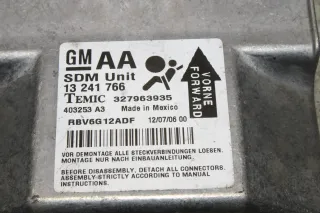 GM AA
SDM Unit
13 241 766
TEMIC 327963935
403253 A3 Made in Mexico
RBV6G12ADF 12/07/06 00
VORNE
FORWARD
VOR DEMONTAGE ALLE STECKVERBINDUNGEN LOESEN.
MONTAGE NUR NACH EINBAUANLEITUNG.
BEFORE DISASSEMBLY, DETACH ALL CONNECTORS.
ASSEMBLY STRICTLY ACCORDING TO MANUAL
INSTRUCTIONS.